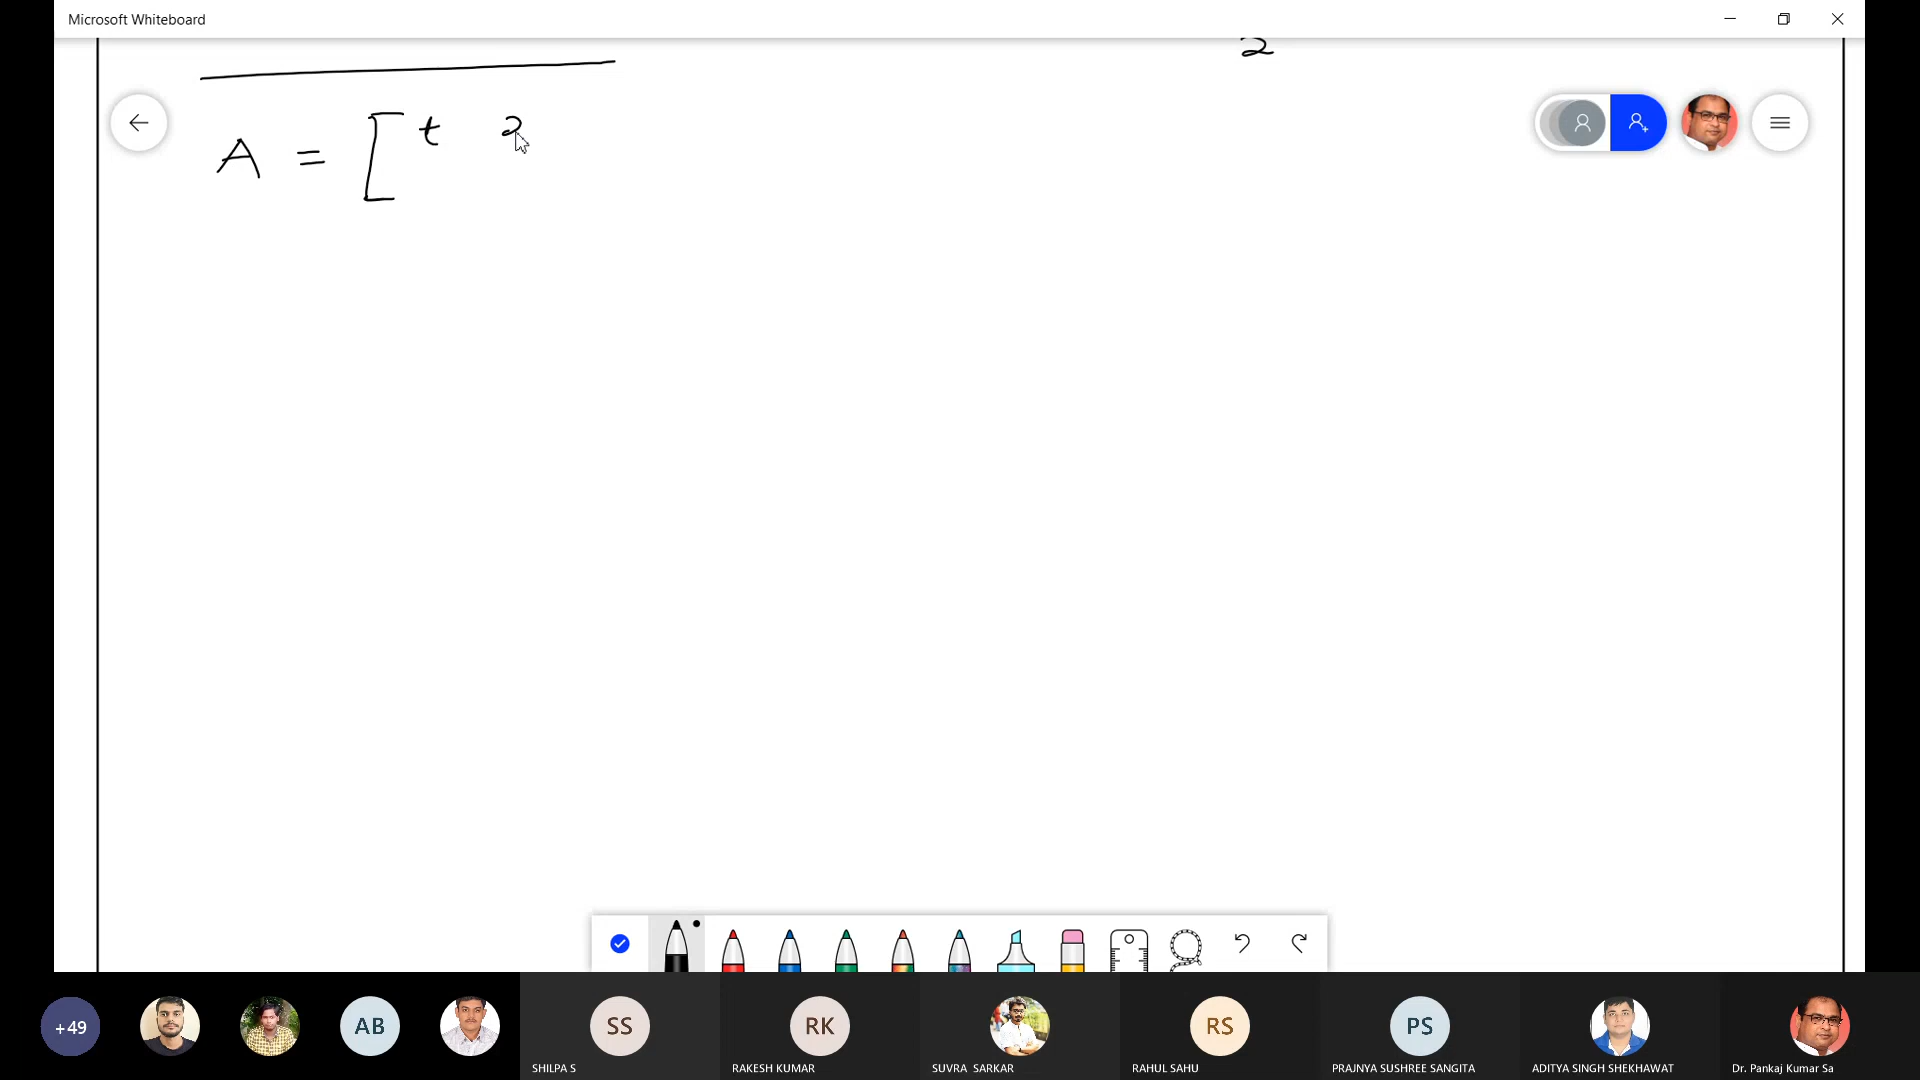 Microsoft Whiteboard
2
A = [ t 2
+49
AB
SS
RK
RS
PS
SHILPA S
RAKESH KUMAR
SUVRA SARKAR
RAHUL SAHU
PRAJNYA SUSHREE SANGITA
ADITYA SINGH SHEKHAWAT
Dr. Pankaj Kumar Sa